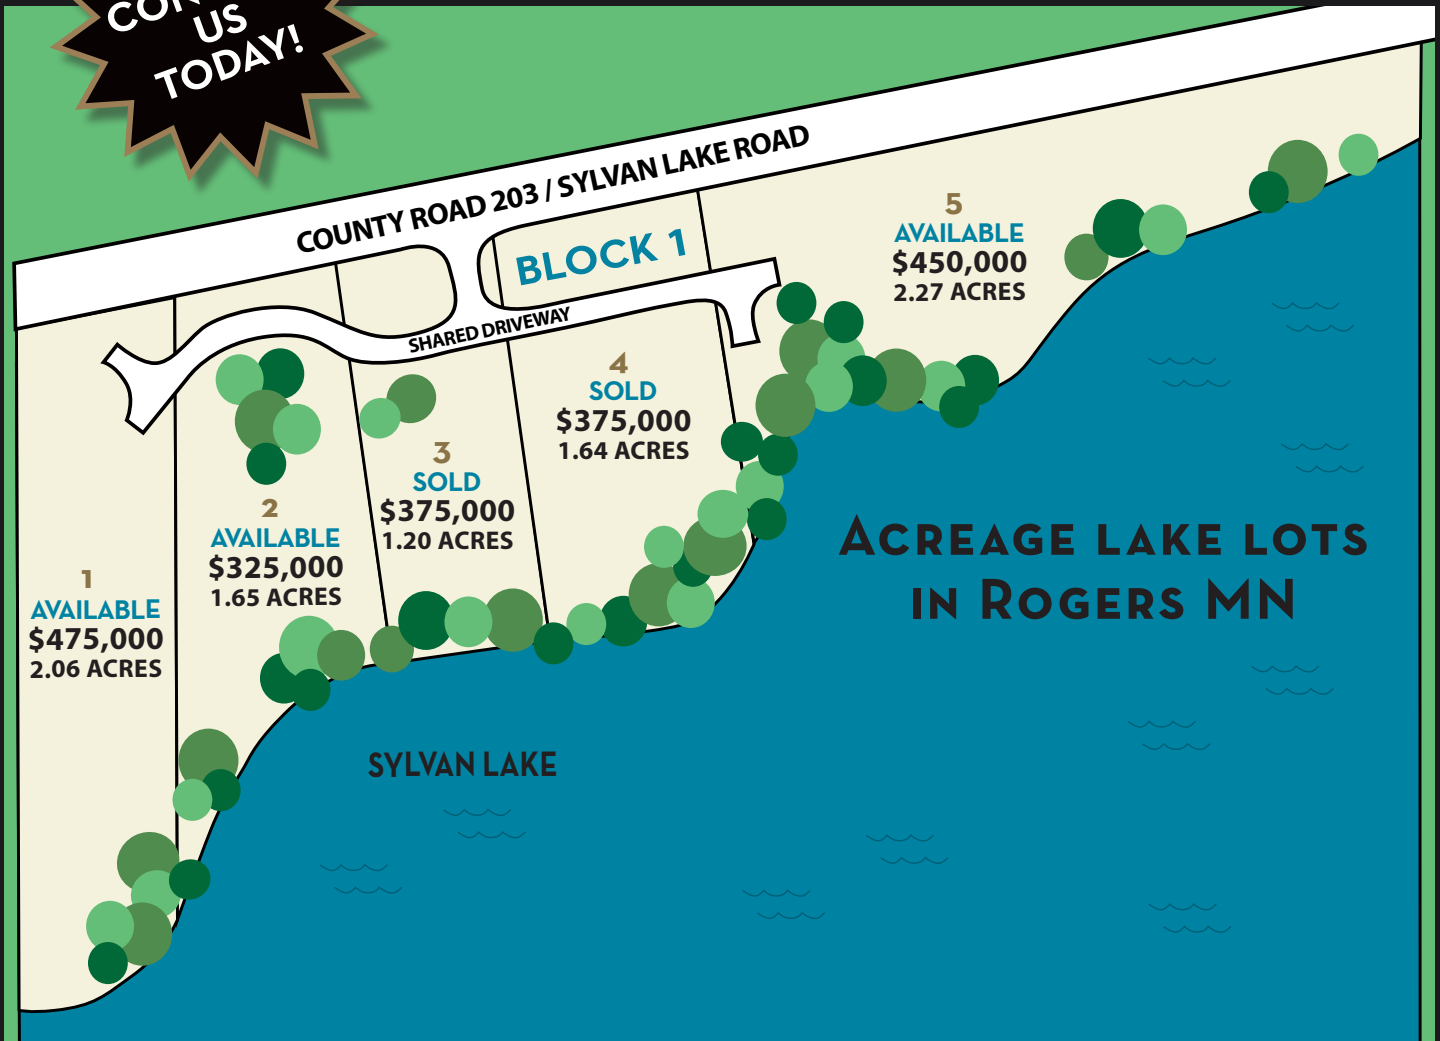 US
TODAY!
COUNTY ROAD 203 / SYLVAN LAKE ROAD
BLOCK 1
SHARED DRIVEWAY
5
AVAILABLE
$450,000
2.27 ACRES
4
SOLD
$375,000
1.64 ACRES
3
SOLD
$375,000
1.20 ACRES
2
AVAILABLE
$325,000
1.65 ACRES
1
AVAILABLE
$475,000
2.06 ACRES
ACREAGE LAKE LOTS
IN ROGERS MN
SYLVAN LAKE